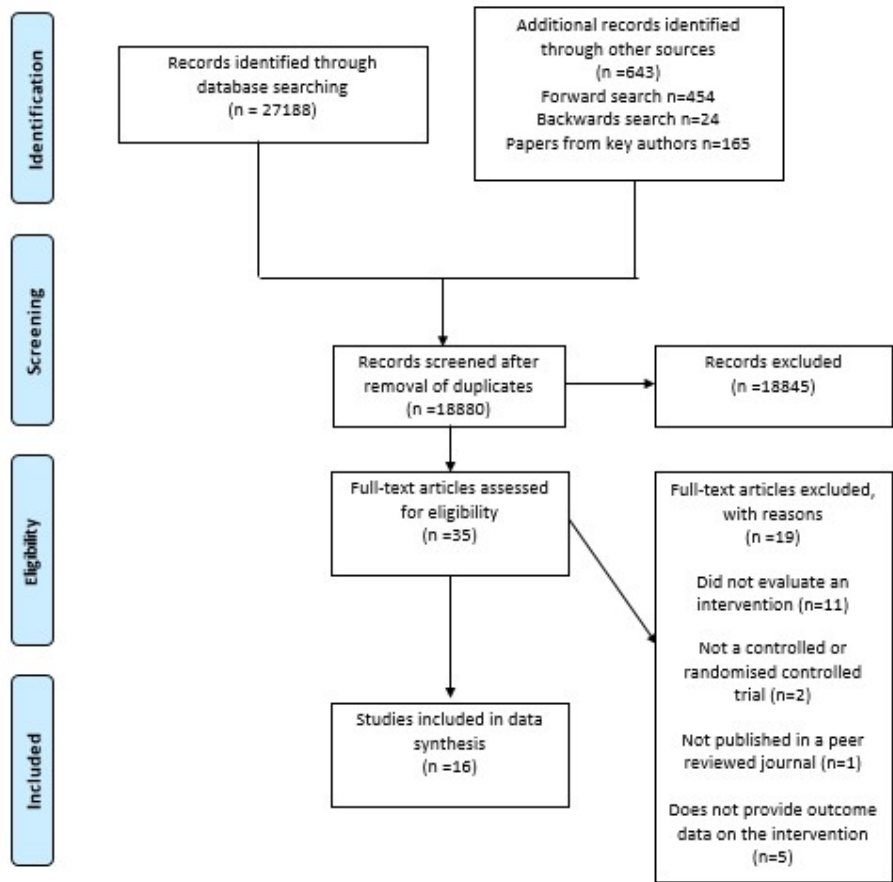 Identification
Records identified through
database searching
(n = 27188)
Additional records identified
through other sources
(n =643)
Forward search n=454
Backwards search n=24
Papers from key authors n=165
Screening
Records screened after
removal of duplicates
(n =18880)
Records excluded
(n =18845)
Eligibility
Full-text articles assessed
for eligibility
(n =35)
Full-text articles excluded,
with reasons
(n =19)
Did not evaluate an
intervention (n=11)
Not a controlled or
randomised controlled
trial (n=2)
Not published in a peer
reviewed journal (n=1)
Does not provide outcome
data on the intervention
(n=5)
Included
Studies included in data
synthesis
(n =16)